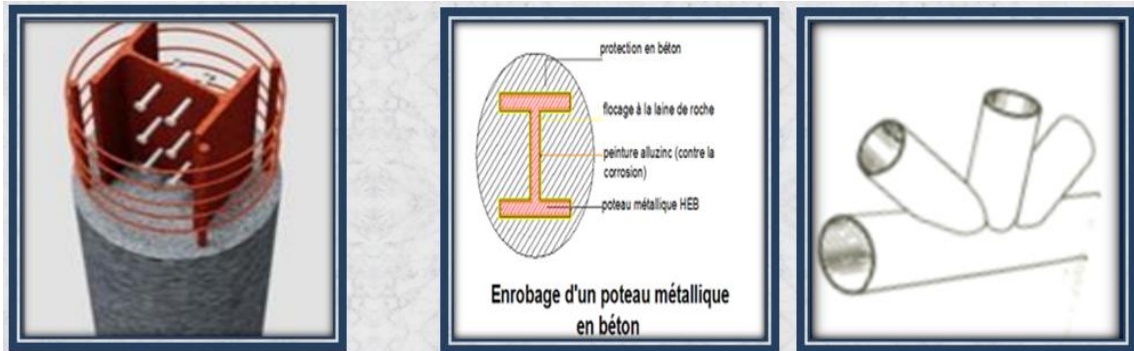 protection en béton
flocage à la laine de roche
peinture alluzinc (contre la
corrosion)
poteau métallique HEB
Enrobage d'un poteau métallique
en béton